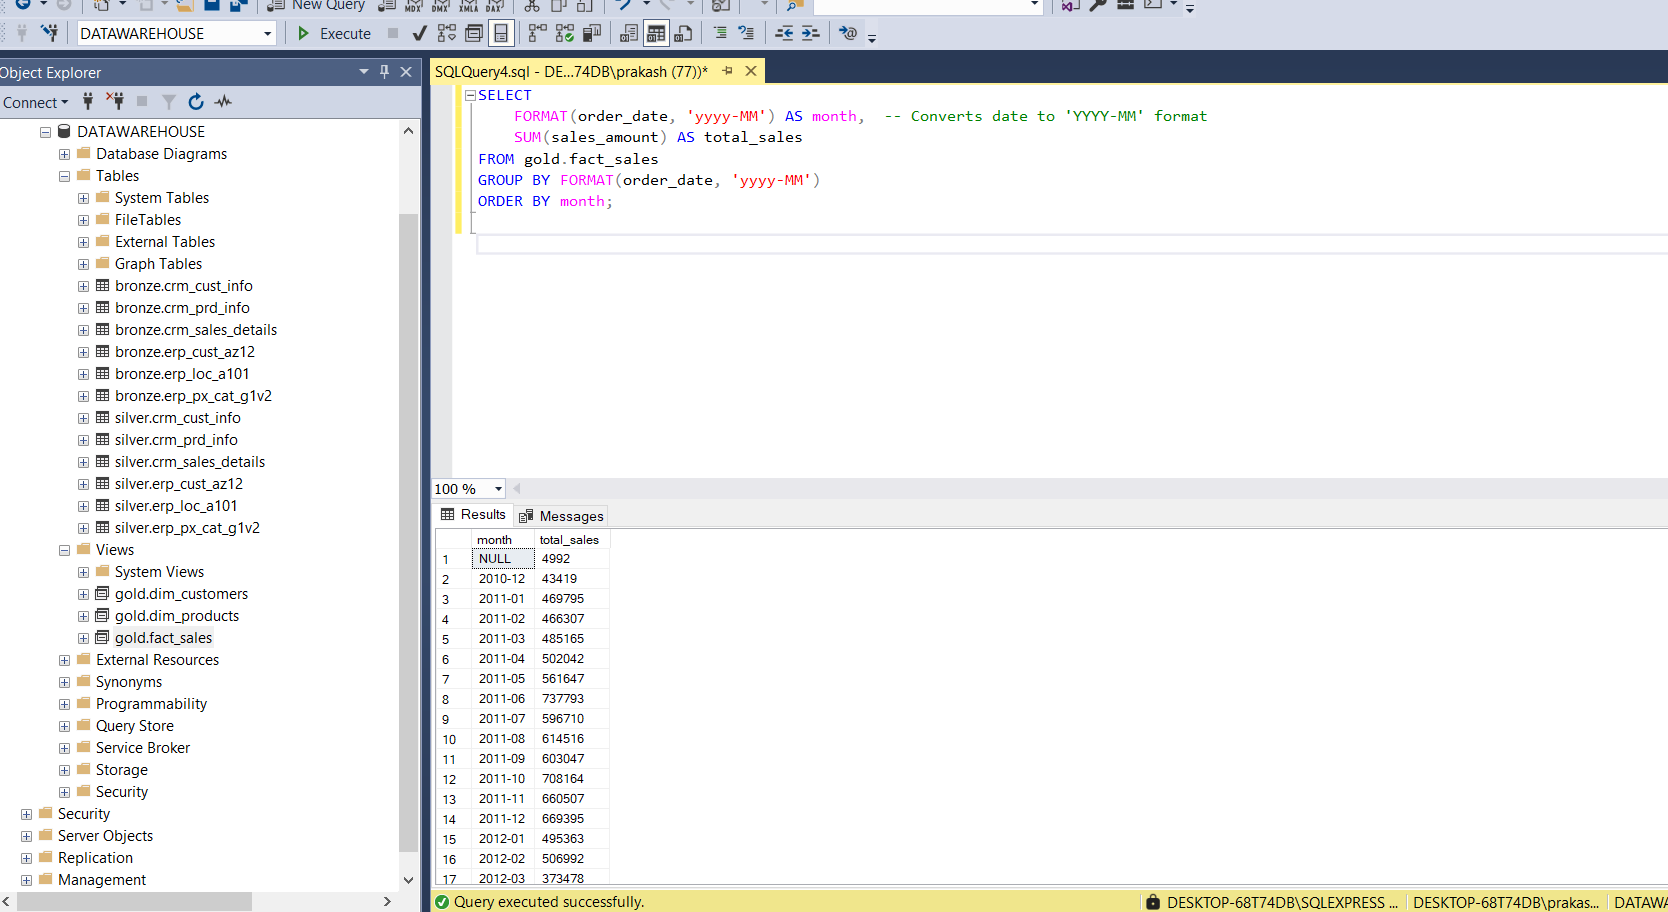 New Query MDX DMX XMLA DAX
DATAWAREHOUSE Execute
Object Explorer
Connect
DATAWAREHOUSE
Database Diagrams
Tables
System Tables
FileTables
External Tables
Graph Tables
bronze.crm_cust_info
bronze.crm_prd_info
bronze.crm_sales_details
bronze.erp_cust_az12
bronze.erp_loc_a101
bronze.erp_px_cat_g1v2
silver.crm_cust_info
silver.crm_prd_info
silver.crm_sales_details
silver.erp_cust_az12
silver.erp_loc_a101
silver.erp_px_cat_g1v2
Views
System Views
gold.dim_customers
gold.dim_products
gold.fact_sales
External Resources
Synonyms
Programmability
Query Store
Service Broker
Storage
Security
Security
Server Objects
Replication
Management
SQLQuery4.sql - DE...74DB\prakash (77))*
SELECT
FORMAT(order_date, 'yyyy-MM') AS month,  -- Converts date to 'YYYY-MM' format
SUM(sales_amount) AS total_sales
FROM gold.fact_sales
GROUP BY FORMAT(order_date, 'yyyy-MM')
ORDER BY month;
100 %
Results Messages
month total_sales
1 NULL 4992
2 2010-12 43419
3 2011-01 469795
4 2011-02 466307
5 2011-03 485165
6 2011-04 502042
7 2011-05 561647
8 2011-06 737793
9 2011-07 596710
10 2011-08 614516
11 2011-09 603047
12 2011-10 708164
13 2011-11 660507
14 2011-12 669395
15 2012-01 495363
16 2012-02 506992
17 2012-03 373478
Query executed successfully. DESKTOP-68T74DB\SQLEXPRESS ... DESKTOP-68T74DB\prakas... DATAWA